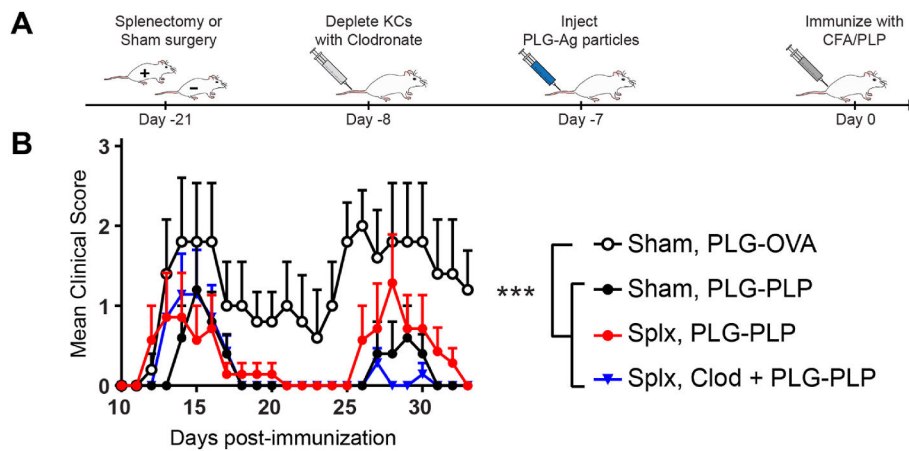 A
Splenectomy or
Sham surgery
Deplete KCs
with Clodronate
Inject
PLG-Ag particles
Immunize with
CFA/PLP
+
-
Day -21
Day -8
Day -7
Day 0
B
Mean Clinical Score
3
2
1
0
10
15
20
25
30
Days post-immunization
***
Sham, PLG-OVA
Sham, PLG-PLP
Splx, PLG-PLP
Splx, Clod + PLG-PLP